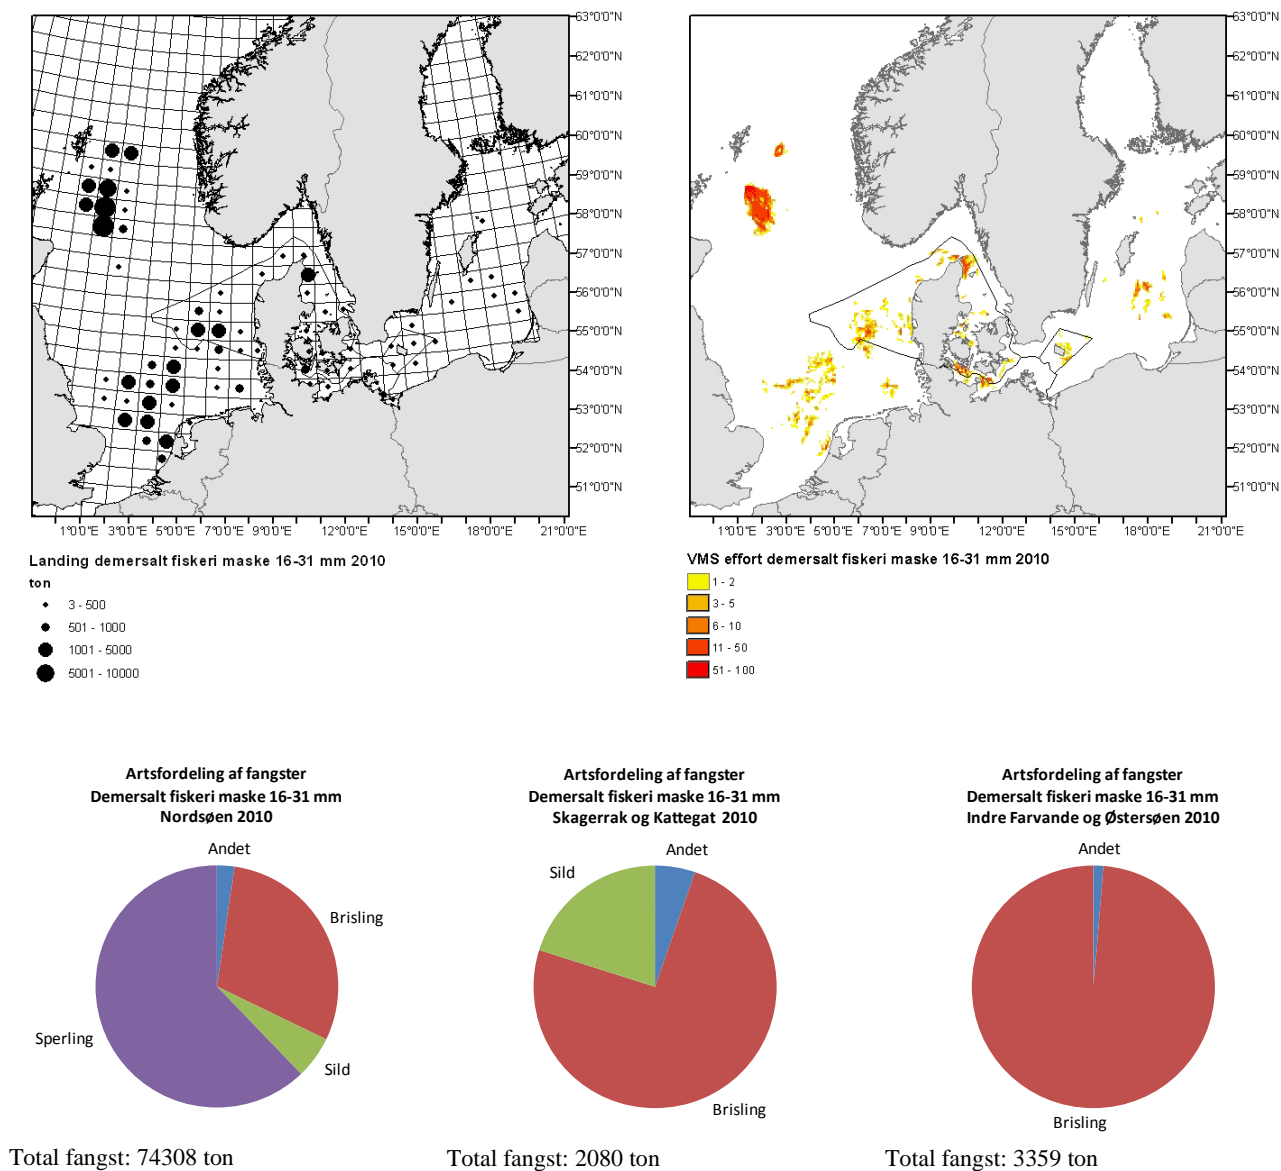 63°0'0"N
62°0'0"N
61°0'0"N
60°0'0"N
59°0'0"N
58°0'0"N
57°0'0"N
56°0'0"N
55°0'0"N
54°0'0"N
53°0'0"N
52°0'0"N
51°0'0"N
1°0'0"E 3°0'0"E 5°0'0"E 7°0'0"E 9°0'0"E 12°0'0"E 15°0'0"E 18°0'0"E 21°0'0"E
Landing demersalt fiskeri maske 16-31 mm 2010
ton
3 - 500
501 - 1000
1001 - 5000
5001 - 10000
63°0'0"N
62°0'0"N
61°0'0"N
60°0'0"N
59°0'0"N
58°0'0"N
57°0'0"N
56°0'0"N
55°0'0"N
54°0'0"N
53°0'0"N
52°0'0"N
51°0'0"N
1°0'0"E 3°0'0"E 5°0'0"E 7°0'0"E 9°0'0"E 12°0'0"E 15°0'0"E 18°0'0"E 21°0'0"E
VMS effort demersalt fiskeri maske 16-31 mm 2010
1 - 2
3 - 5
6 - 10
11 - 50
51 - 100
Artsfordeling af fangster
Demersalt fiskeri maske 16-31 mm
Nordsøen 2010
Andet
Brisling
Sperling
Sild
Total fangst: 74308 ton
Artsfordeling af fangster
Demersalt fiskeri maske 16-31 mm
Skagerrak og Kattegat 2010
Andet
Sild
Brisling
Total fangst: 2080 ton
Artsfordeling af fangster
Demersalt fiskeri maske 16-31 mm
Indre Farvande og Østersøen 2010
Andet
Brisling
Total fangst: 3359 ton